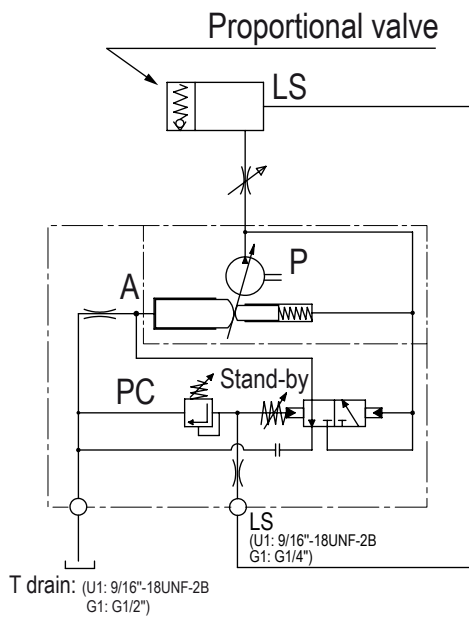 Proportional valve
LS
P
A
PC
Stand-by
LS
(U1: 9/16"-18UNF-2B
G1: G1/4")
T drain: (U1: 9/16"-18UNF-2B
G1: G1/2")